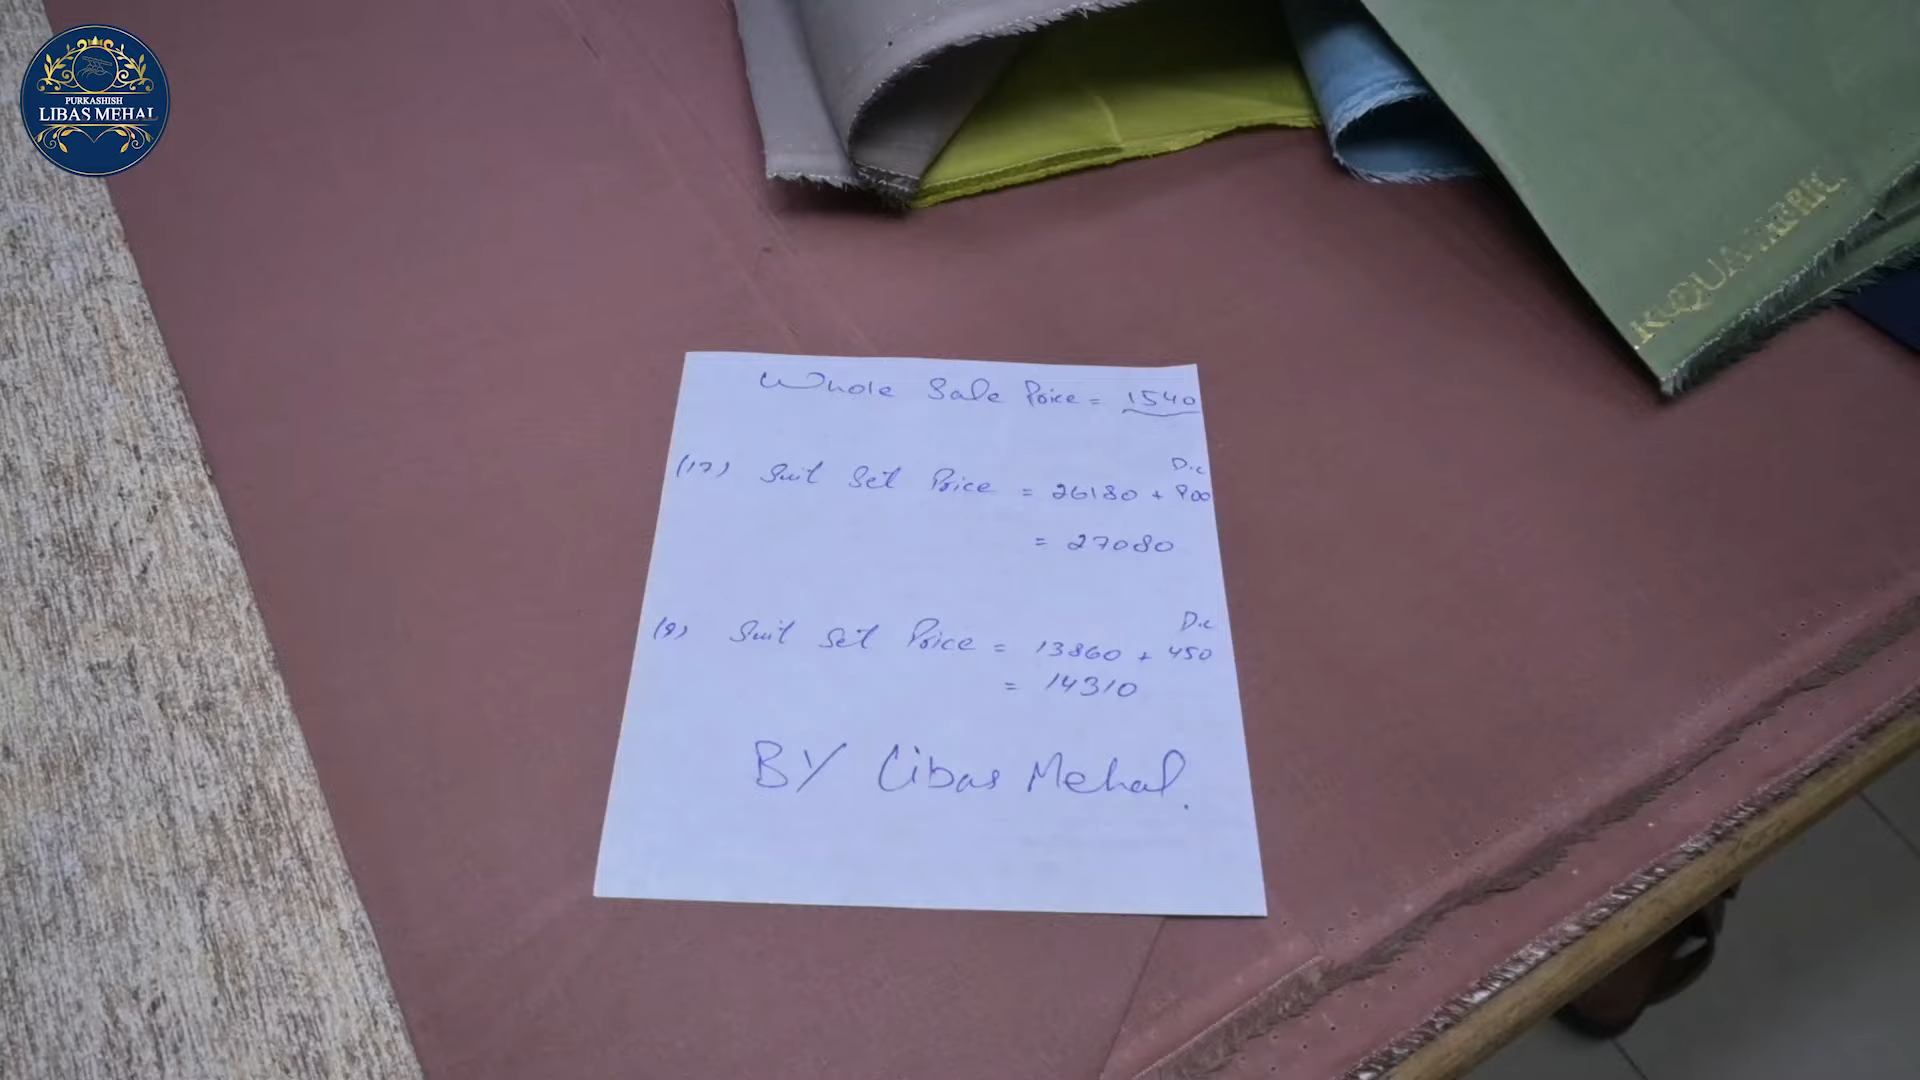 PURKASHISH
LIBAS MEHAL
Whole Sale Price = 1540
(17) Suit Set Price = 26180 + 900
D.c
= 27080
(9) Suit Set Price = 13860 + 450
D.c
= 14310
BY Libas Mehal.